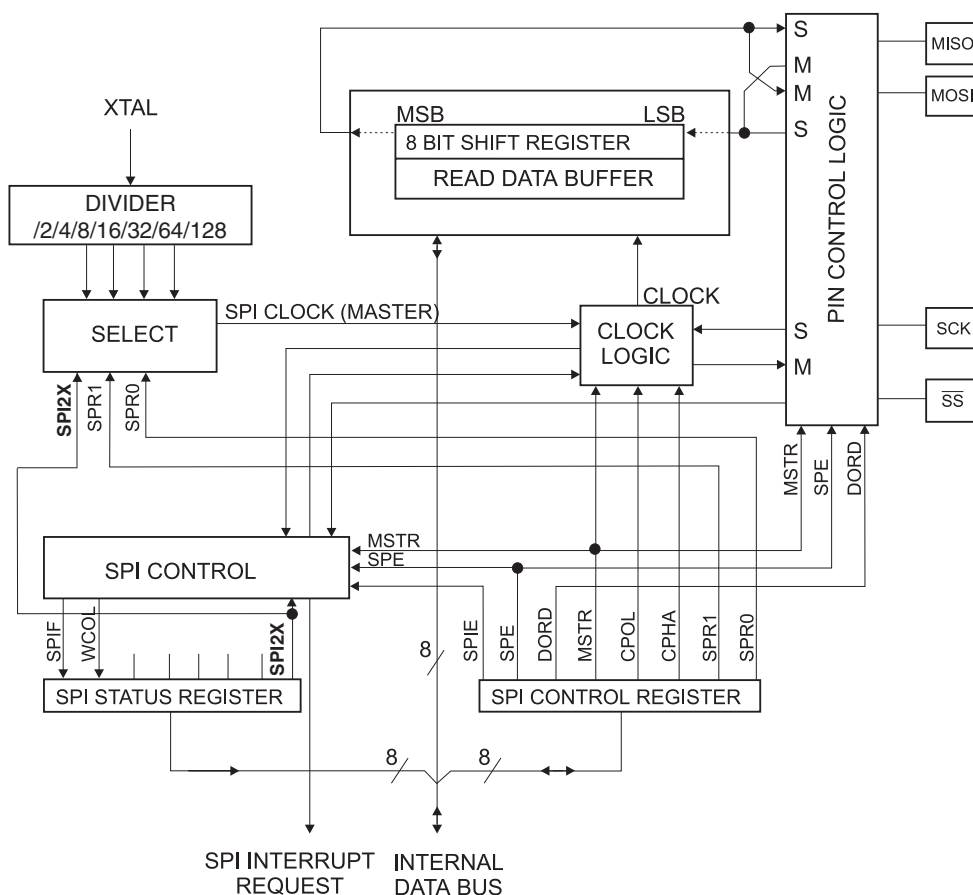 S
MISO
M
M
MOSI
S
XTAL
MSB
LSB
8 BIT SHIFT REGISTER
READ DATA BUFFER
DIVIDER
/2/4/8/16/32/64/128
PIN CONTROL LOGIC
SPI CLOCK (MASTER)
CLOCK
SELECT
CLOCK
LOGIC
S
M
SCK
SS
SPI2X
SPR1
SPR0
MSTR
SPE
DORD
MSTR
SPE
SPI CONTROL
SPIF
WCOL
SPI2X
8
SPIE
SPE
DORD
MSTR
CPOL
CPHA
SPR1
SPR0
SPI STATUS REGISTER
SPI CONTROL REGISTER
8
8
SPI INTERRUPT
REQUEST
INTERNAL
DATA BUS